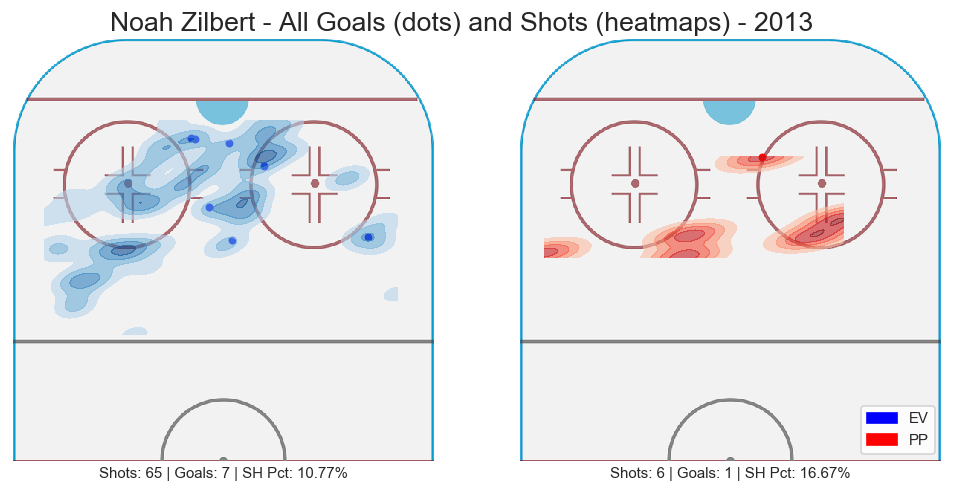 Noah Zilbert - All Goals (dots) and Shots (heatmaps) - 2013
EV
PP
Shots: 65 | Goals: 7 | SH Pct: 10.77%
Shots: 6 | Goals: 1 | SH Pct: 16.67%